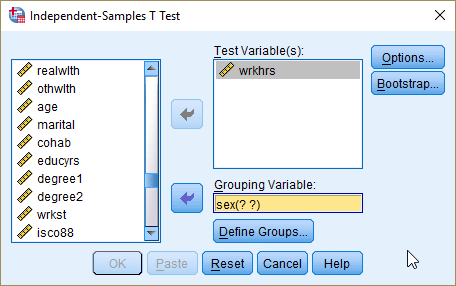 Independent-Samples T Test
realwlth
othwlth
age
marital
cohab
educyrs
degree1
degree2
wrkst
isco88
Test Variable(s):
wrkhrs
Grouping Variable:
sex(? ?)
Define Groups...
Options...
Bootstrap...
OK Paste Reset Cancel Help